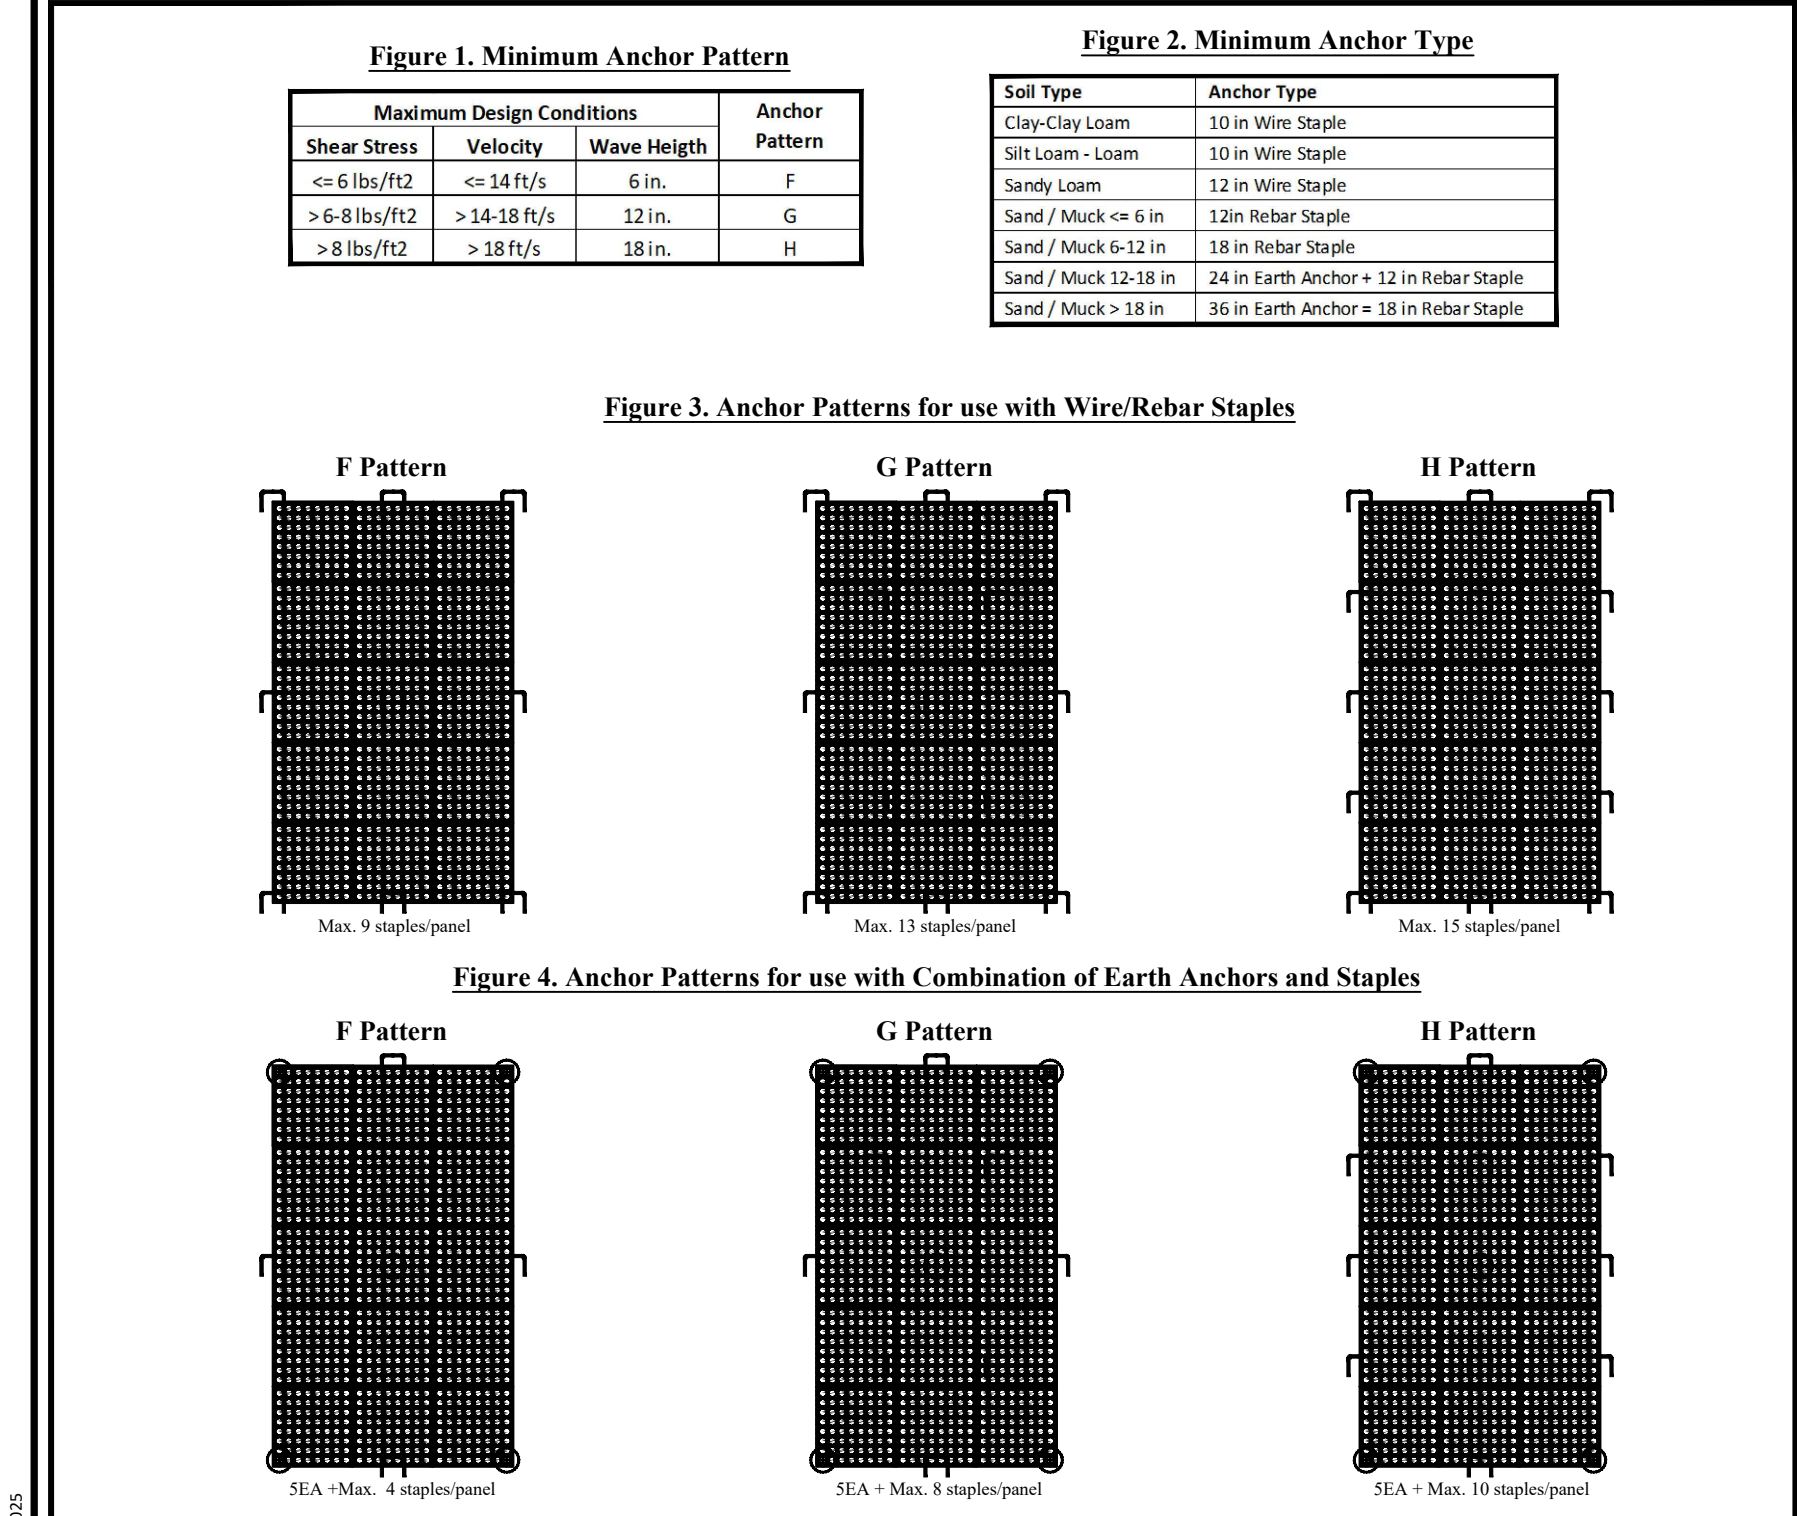 Figure 1. Minimum Anchor Pattern
Maximum Design Conditions Anchor Pattern
Shear Stress Velocity Wave Heigth
<= 6 lbs/ft2 <= 14 ft/s 6 in. F
> 6-8 lbs/ft2 > 14-18 ft/s 12 in. G
> 8 lbs/ft2 > 18 ft/s 18 in. H
Figure 2. Minimum Anchor Type
Soil Type Anchor Type
Clay-Clay Loam 10 in Wire Staple
Silt Loam - Loam 10 in Wire Staple
Sandy Loam 12 in Wire Staple
Sand / Muck <= 6 in 12in Rebar Staple
Sand / Muck 6-12 in 18 in Rebar Staple
Sand / Muck 12-18 in 24 in Earth Anchor + 12 in Rebar Staple
Sand / Muck > 18 in 36 in Earth Anchor = 18 in Rebar Staple
Figure 3. Anchor Patterns for use with Wire/Rebar Staples
F Pattern
G Pattern
H Pattern
Max. 9 staples/panel
Max. 13 staples/panel
Max. 15 staples/panel
Figure 4. Anchor Patterns for use with Combination of Earth Anchors and Staples
F Pattern
G Pattern
H Pattern
5EA +Max. 4 staples/panel
5EA + Max. 8 staples/panel
5EA + Max. 10 staples/panel